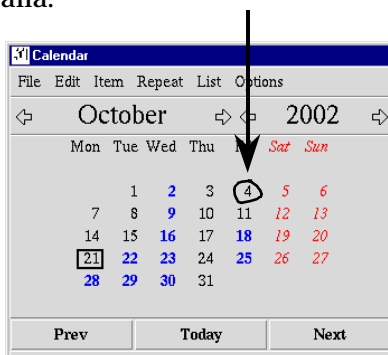 Calendar
File Edit Item Repeat List Options
October 2002
Mon Tue Wed Thu Sat Sun
1 2 3 4 5 6
7 8 9 10 11 12 13
14 15 16 17 18 19 20
21 22 23 24 25 26 27
28 29 30 31
Prev Today Next